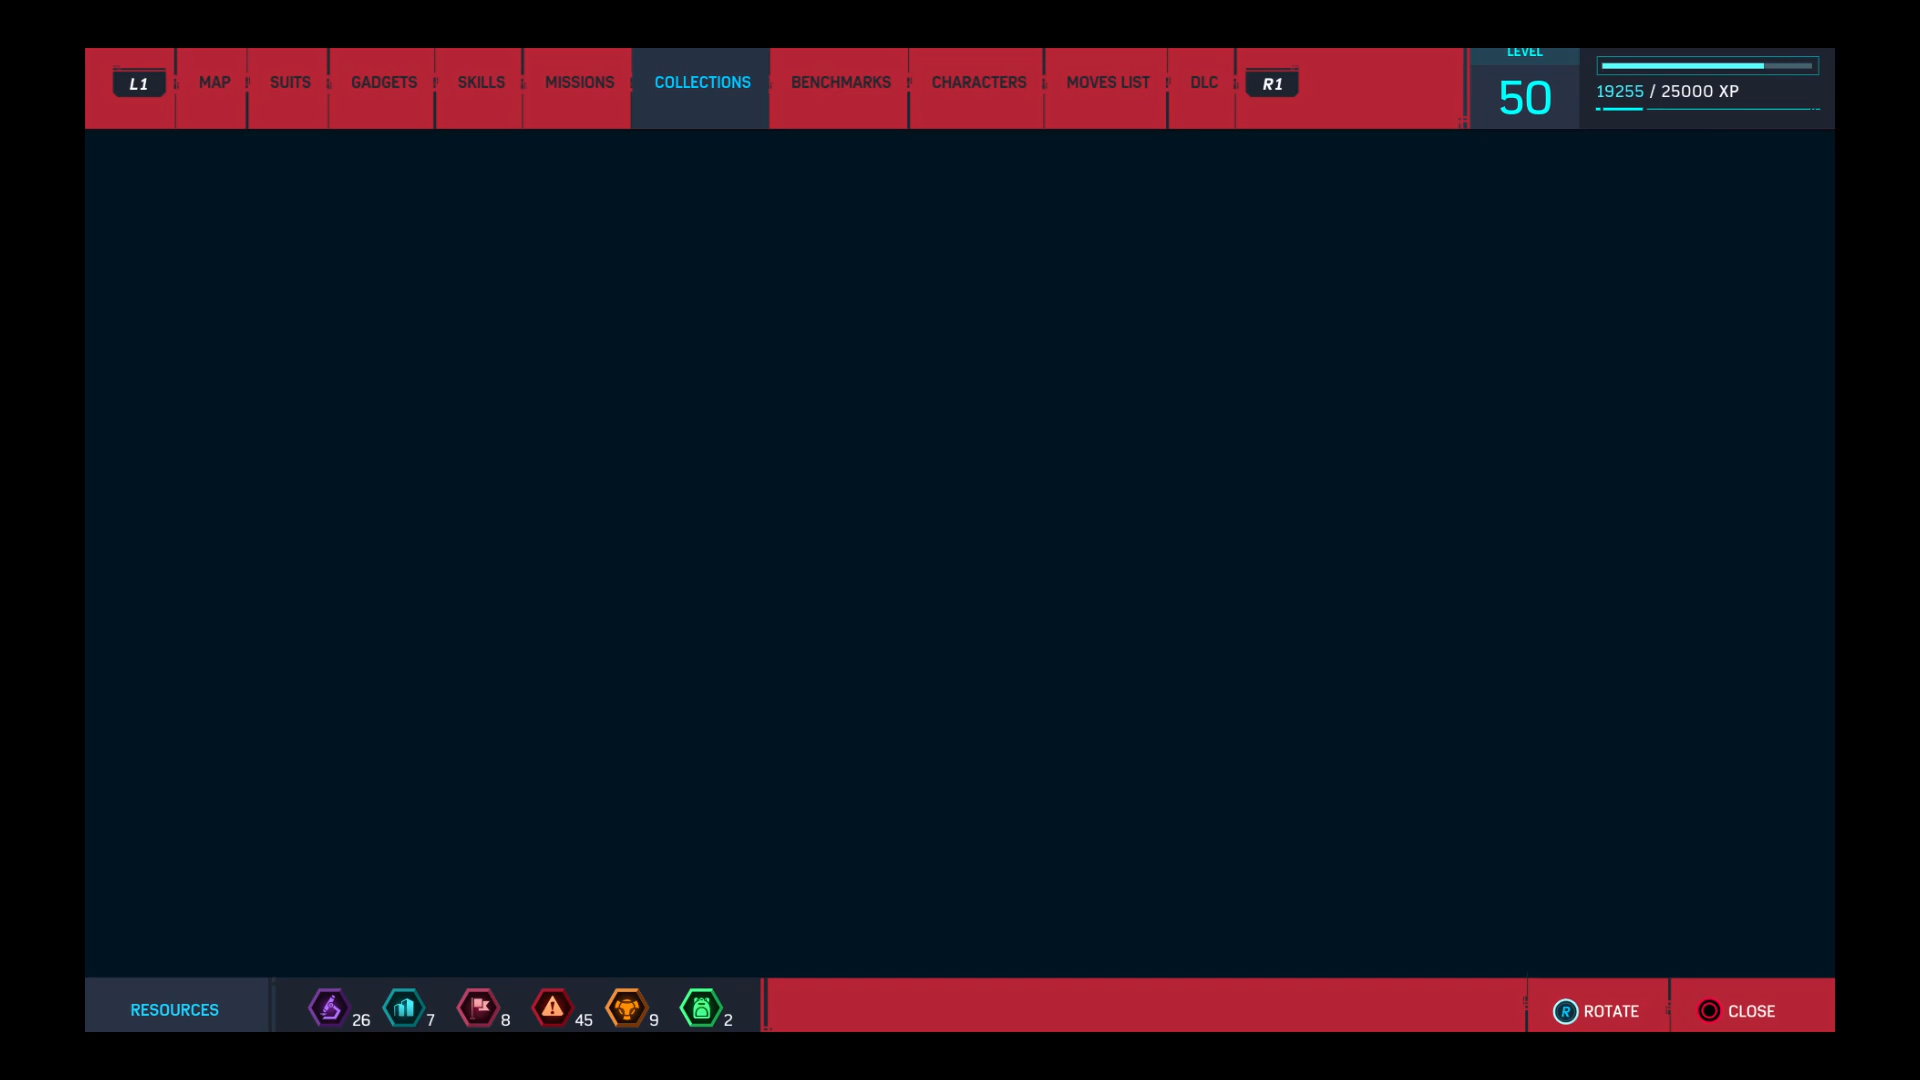 L1 MAP SUITS GADGETS SKILLS MISSIONS COLLECTIONS BENCHMARKS CHARACTERS MOVES LIST DLC R1
LEVEL
50
19255 / 25000 XP
RESOURCES 26 7 8 45 9 2
R ROTATE CLOSE